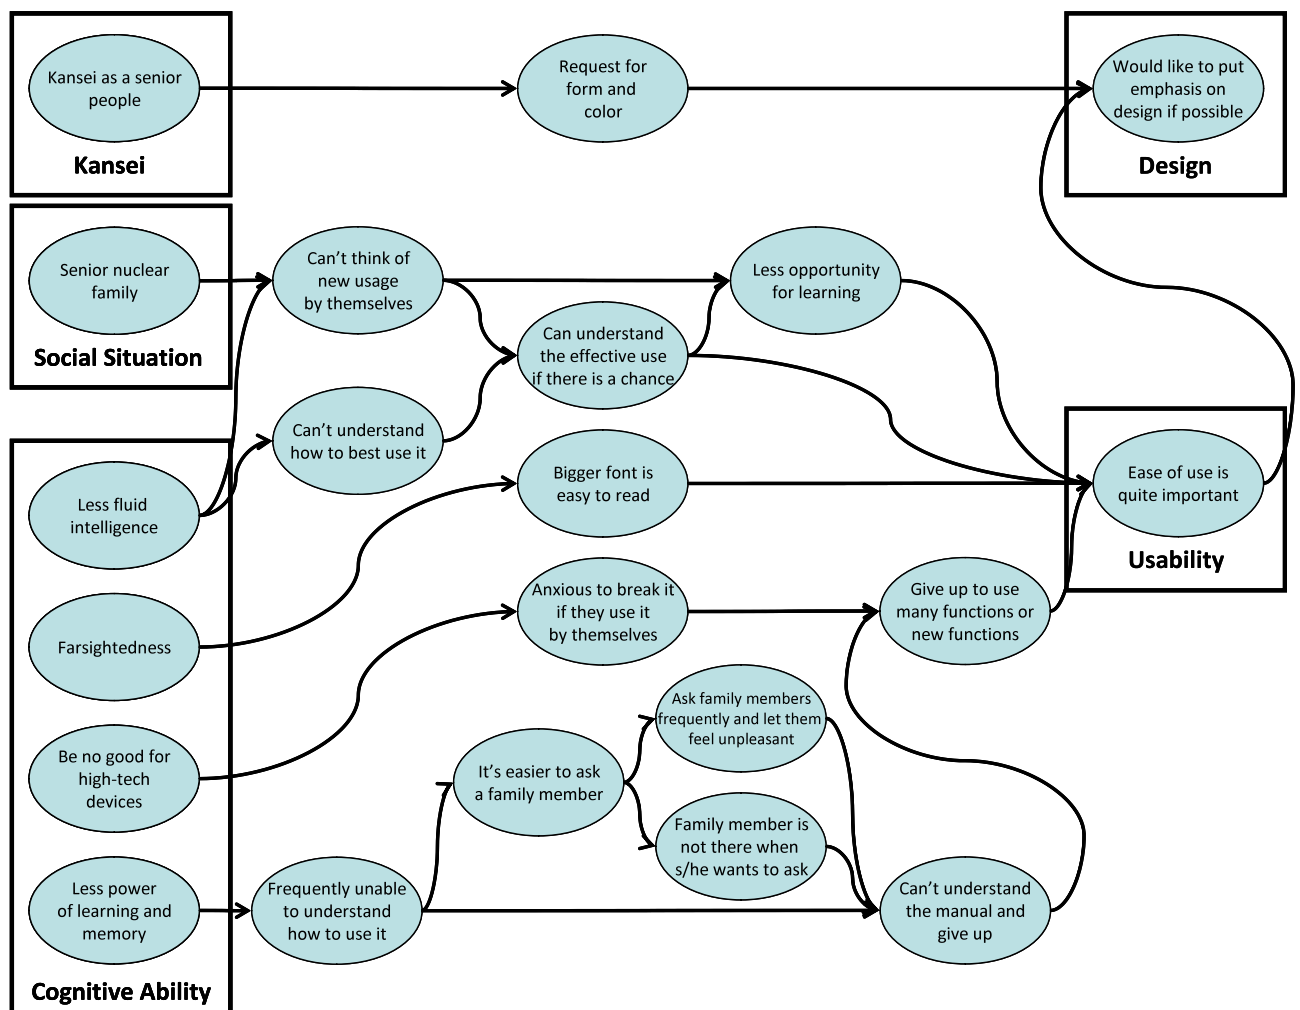 Kansei as a senior
people
Kansei
Request for
form and
color
Would like to put
emphasis on
design if possible
Design
Senior nuclear
family
Social Situation
Can't think of
new usage
by themselves
Less opportunity
for learning
Can understand
the effective use
if there is a chance
Can't understand
how to best use it
Less fluid
intelligence
Bigger font is
easy to read
Ease of use is
quite important
Usability
Farsightedness
Anxious to break it
if they use it
by themselves
Give up to use
many functions or
new functions
Be no good for
high-tech
devices
It's easier to ask
a family member
Ask family members
frequently and let them
feel unpleasant
Family member is
not there when
s/he wants to ask
Less power
of learning and
memory
Frequently unable
to understand
how to use it
Can't understand
the manual and
give up
Cognitive Ability